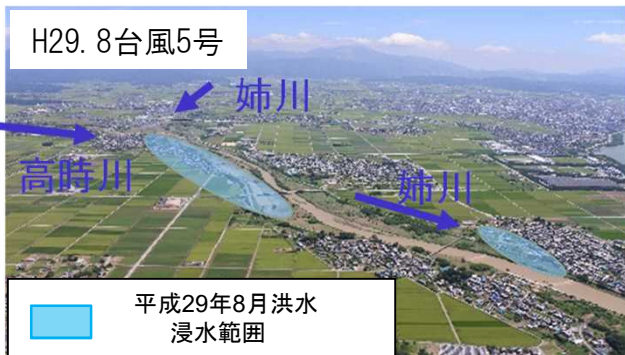 H29.8台風5号
姉川
高時川
姉川
平成29年8月洪水
浸水範囲